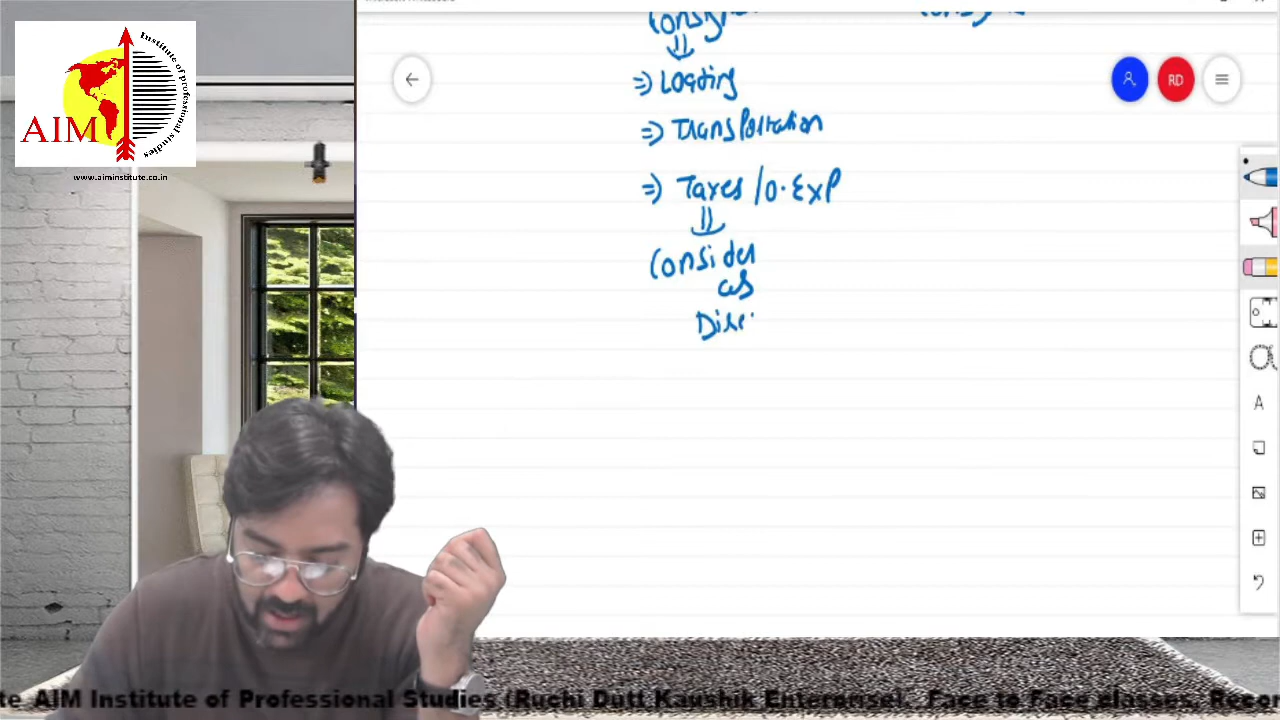 Institute of professional studies
AIM
www.aiminstitute.co.in
RD
⇒ Loading
⇒ Transportation
⇒ Taxes / O. Exp
Consider
as
A
te AIM Institute of Professional Studies (Ruchi Dutt Kaushik Enterprise). Face to Face classes, Recor